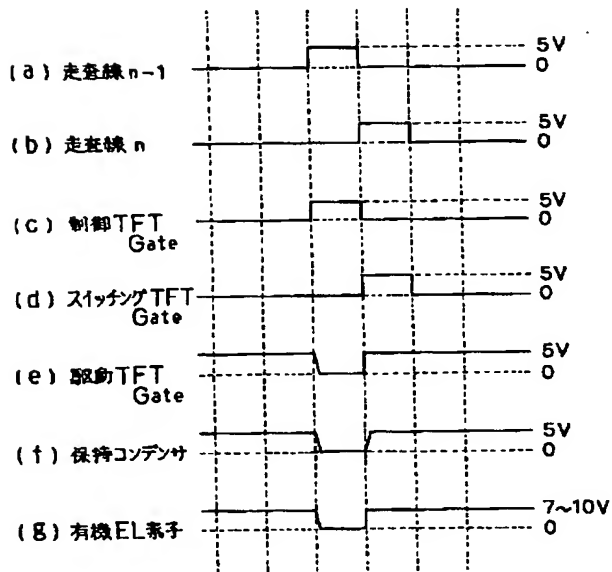 5V
(a) 走査線n-1
0
5V
(b) 走査線n
0
5V
(c) 制御TFT
0
Gate
5V
(d) スイッチングTFT
0
Gate
5V
(e) 駆動TFT
0
Gate
5V
(f) 保持コンデンサ
0
7~10V
(g) 有機EL素子
0